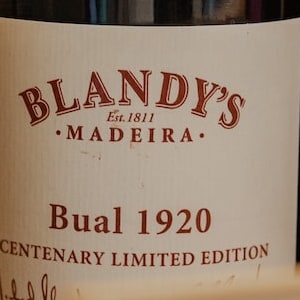 BLANDY'S
Est. 1811
·MADEIRA·
Bual 1920
CENTENARY LIMITED EDITION